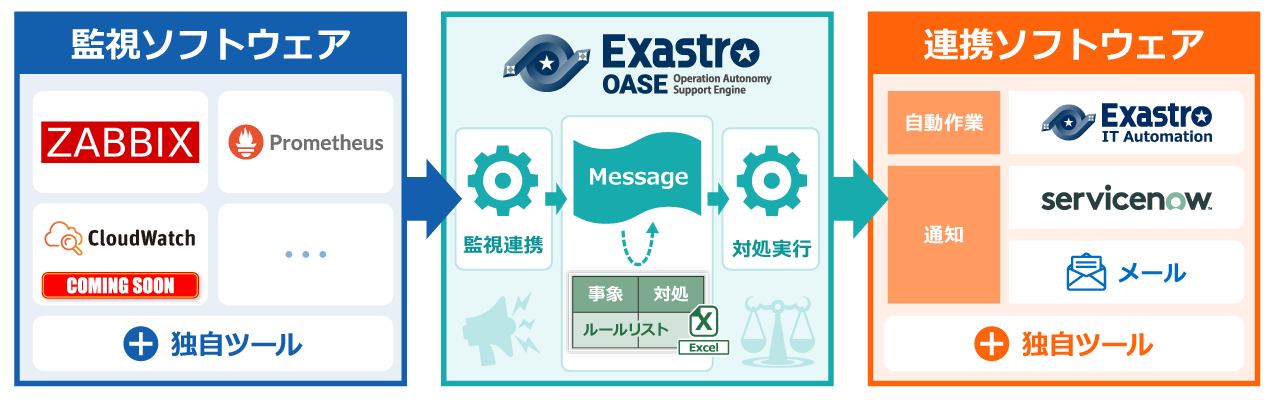 監視ソフトウェア
ZABBIX
Prometheus
CloudWatch
COMING SOON
...
独自ツール
Exastro
OASE Operation Autonomy
Support Engine
監視連携
Message
対処実行
事象 対処
ルールリスト
X
Excel
連携ソフトウェア
自動作業
Exastro
IT Automation
通知
servicenow™
メール
独自ツール